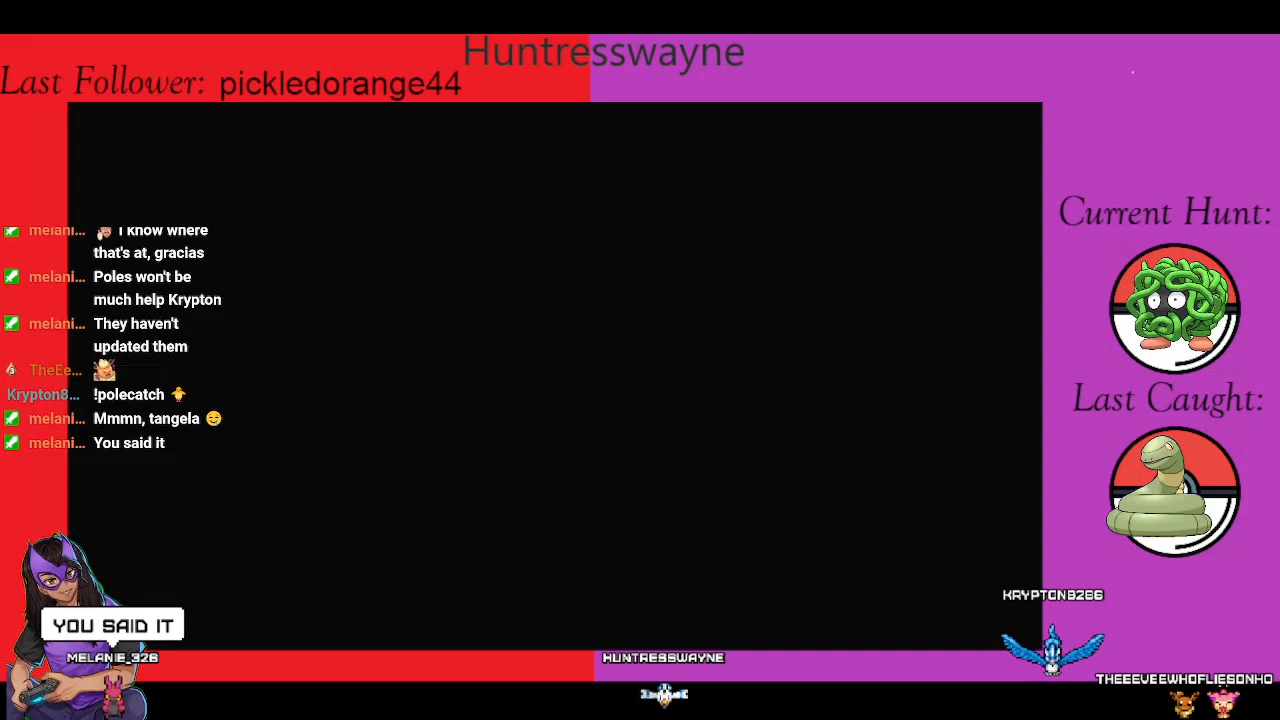 Huntresswayne
Last Follower: pickledorange44
Current Hunt:
Last Caught:
melani... I know where
that's at, gracias
melani... Poles won't be
much help Krypton
melani... They haven't
updated them
TheEe...
Krypton8... !polecatch
melani... Mmmn, tangela
melani... You said it
YOU SAID IT
MELANIE_326
HUNTRESSWAYNE
KRYPTON8286
THEEEVEEWHOFLIESONHO